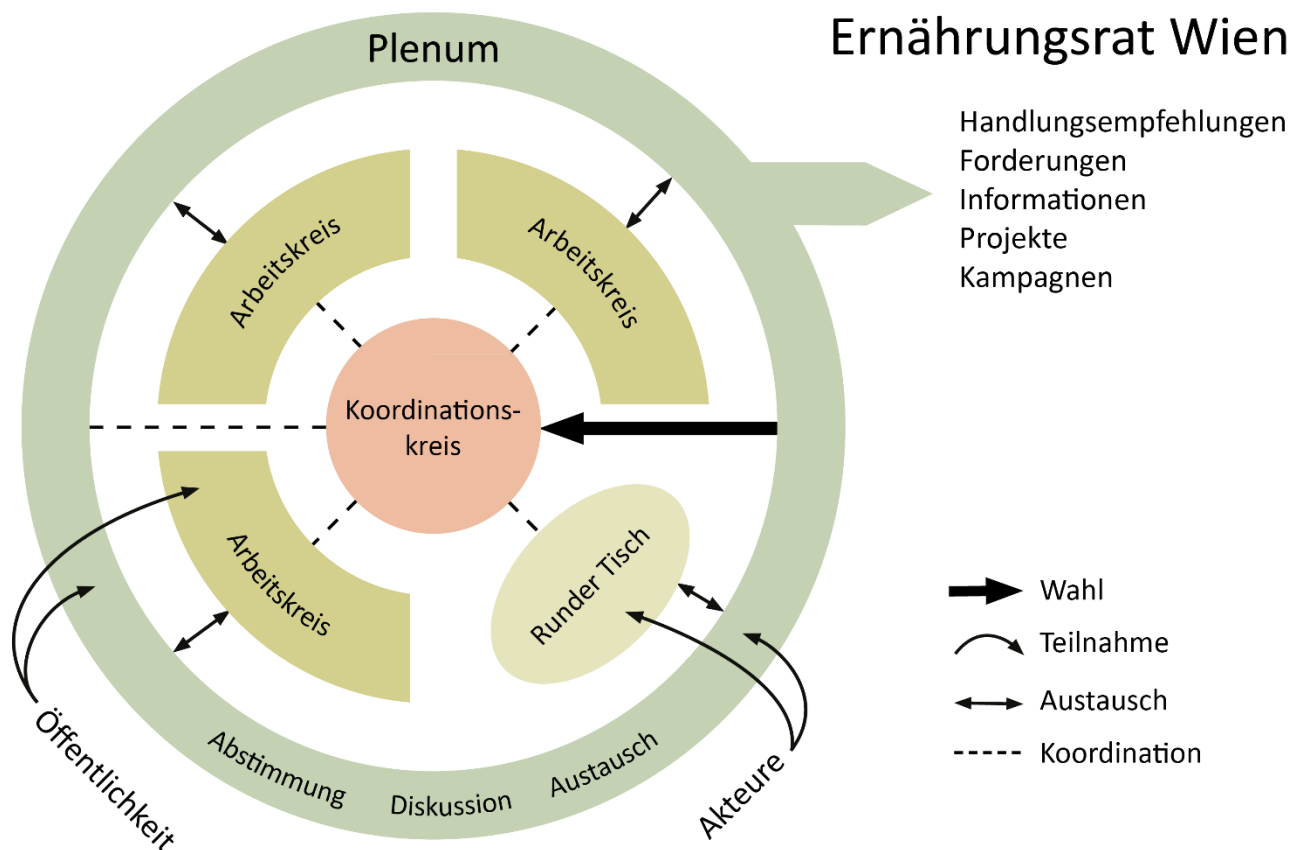 Ernährungsrat Wien
Plenum
Handlungsempfehlungen
Forderungen
Informationen
Projekte
Kampagnen
Arbeitskreis
Arbeitskreis
Koordinations-
kreis
Arbeitskreis
Runder Tisch
Wahl
Teilnahme
Austausch
Koordination
Öffentlichkeit
Abstimmung
Diskussion
Austausch
Akteure